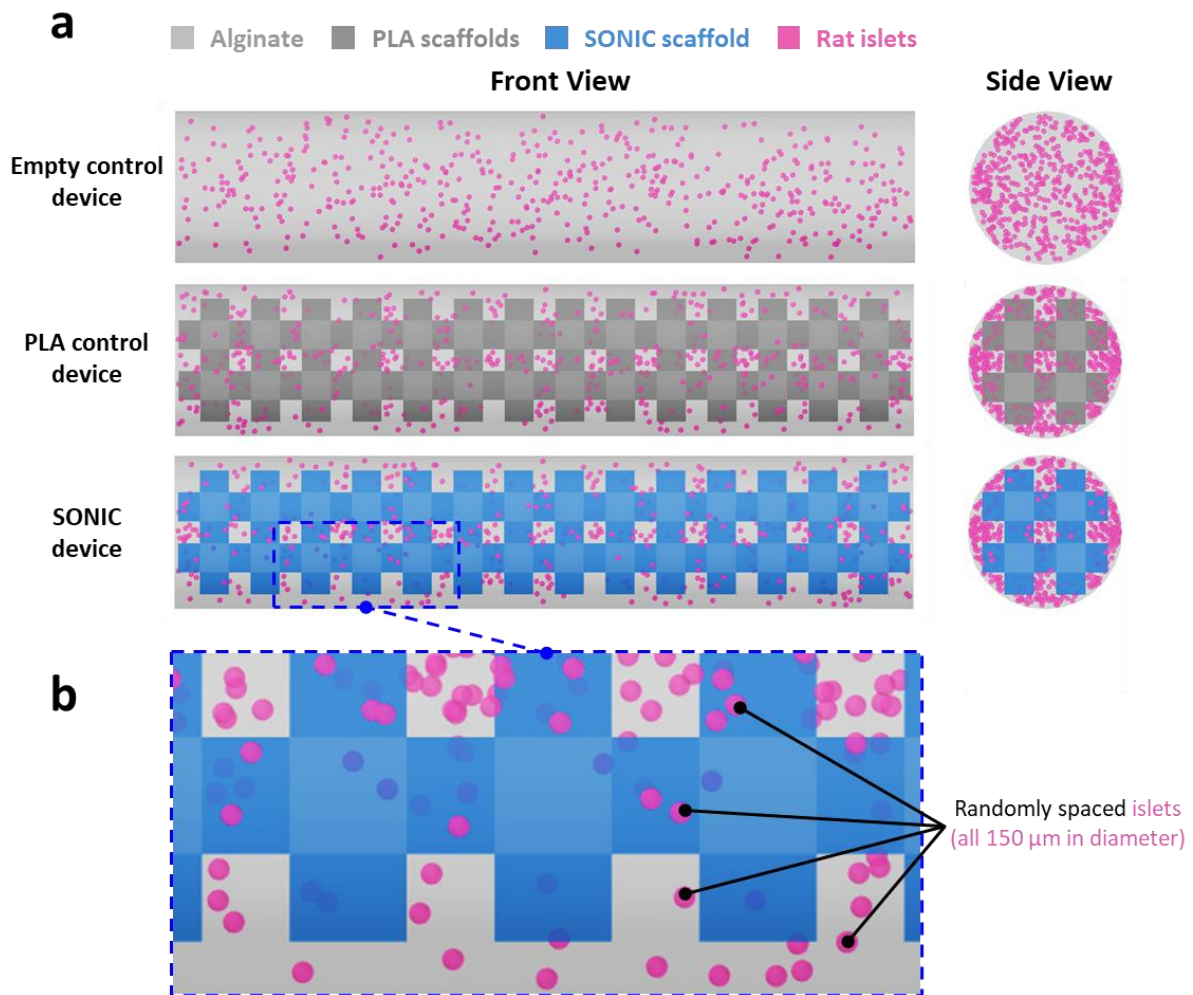 a
Alginate PLA scaffolds SONIC scaffold Rat islets
Front View Side View
Empty control
device
PLA control
device
SONIC
device
b
Randomly spaced islets
(all 150 µm in diameter)